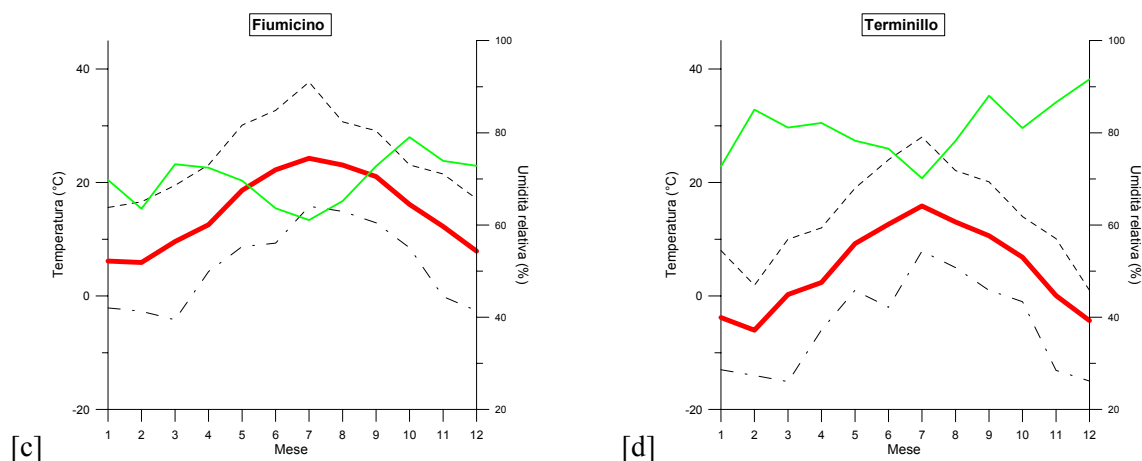 Fiumicino
40
20
0
-20
Temperatura (°C)
100
80
60
40
20
Umidità relativa (%)
1 2 3 4 5 6 7 8 9 10 11 12
Mese
[c]
Terminillo
40
20
0
-20
Temperatura (°C)
100
80
60
40
20
Umidità relativa (%)
1 2 3 4 5 6 7 8 9 10 11 12
Mese
[d]